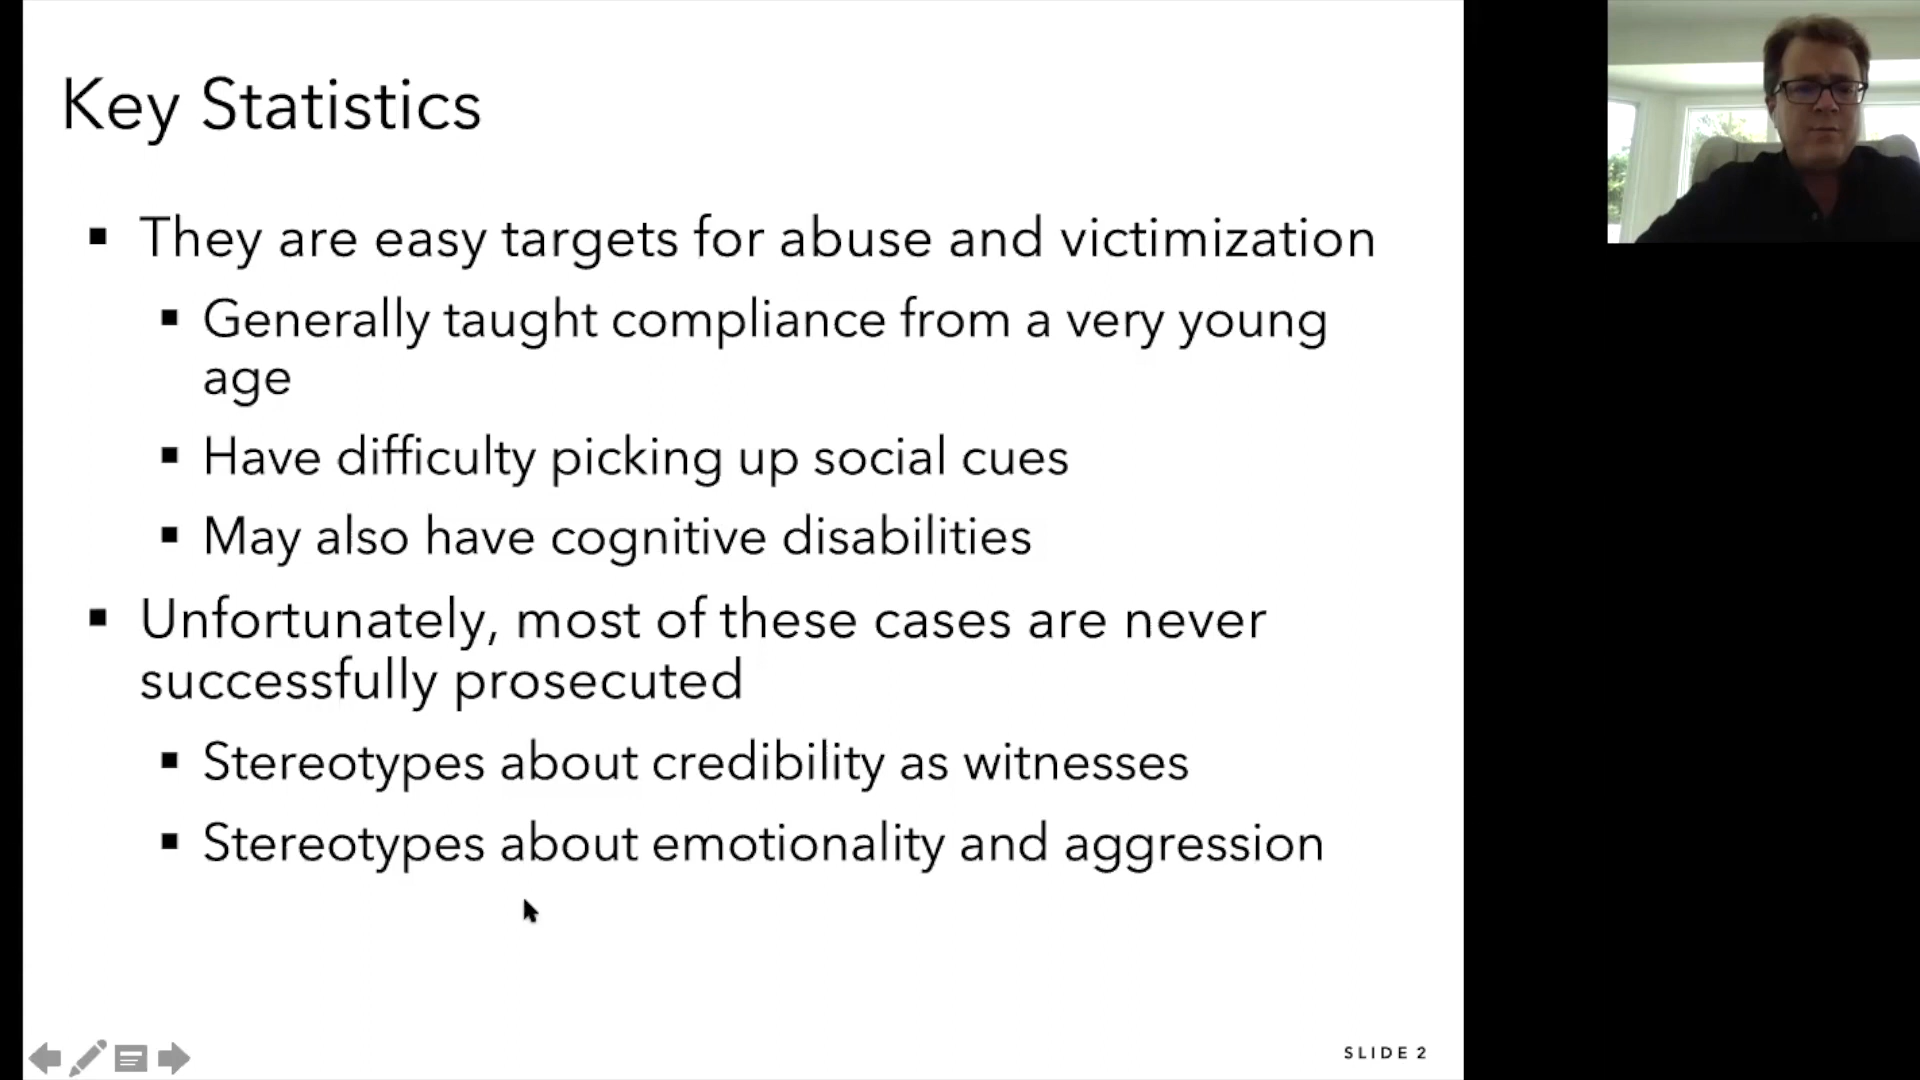 Key Statistics
▪ They are easy targets for abuse and victimization
▪ Generally taught compliance from a very young
age
▪ Have difficulty picking up social cues
▪ May also have cognitive disabilities
▪ Unfortunately, most of these cases are never
successfully prosecuted
▪ Stereotypes about credibility as witnesses
▪ Stereotypes about emotionality and aggression
SLIDE 2